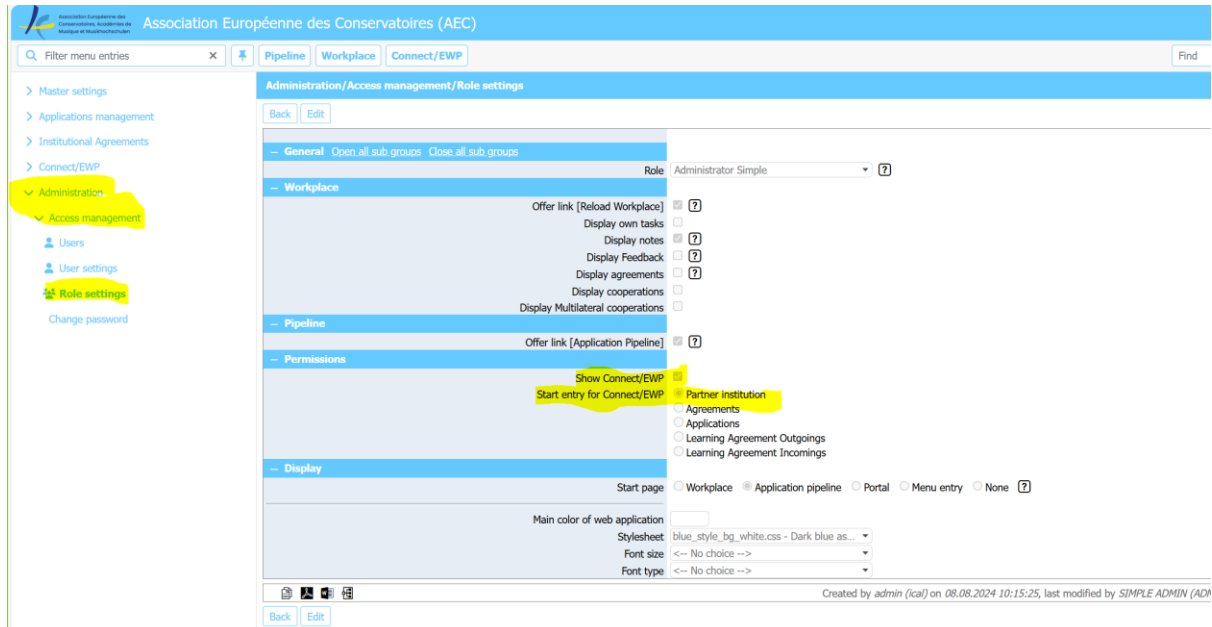 Association Européenne des
Conservatoires, Académies de
Musique et Musikhochschulen
Association Européenne des Conservatoires (AEC)
Filter menu entries
Pipeline Workplace Connect/EWP
Find
Master settings
Applications management
Institutional Agreements
Connect/EWP
Administration
Access management
Users
User settings
Role settings
Change password
Administration/Access management/Role settings
Back Edit
General Open all sub groups Close all sub groups
Role Administrator Simple ?
Workplace
Offer link [Reload Workplace] ?
Display own tasks
Display notes ?
Display Feedback ?
Display agreements ?
Display cooperations
Display Multilateral cooperations
Pipeline
Offer link [Application Pipeline] ?
Permissions
Show Connect/EWP
Start entry for Connect/EWP Partner institution
Agreements
Applications
Learning Agreement Outgoings
Learning Agreement Incomings
Display
Start page Workplace Application pipeline Portal Menu entry None ?
Main color of web application
Stylesheet blue_style_bg_white.css - Dark blue as...
Font size <-- No choice -->
Font type <-- No choice -->
Created by admin (ical) on 08.08.2024 10:15:25, last modified by SIMPLE ADMIN (ADM
Back Edit